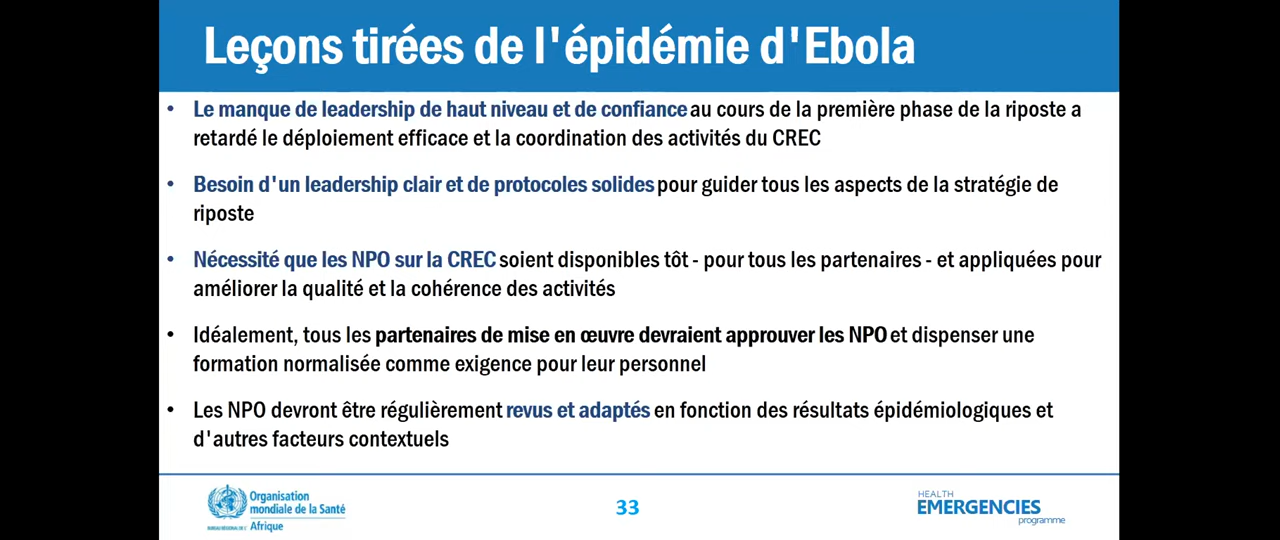 Leçons tirées de l'épidémie d'Ebola
• Le manque de leadership de haut niveau et de confiance au cours de la première phase de la riposte a
retardé le déploiement efficace et la coordination des activités du CREC
• Besoin d'un leadership clair et de protocoles solides pour guider tous les aspects de la stratégie de
riposte
• Nécessité que les NPO sur la CREC soient disponibles tôt - pour tous les partenaires - et appliquées pour
améliorer la qualité et la cohérence des activités
• Idéalement, tous les partenaires de mise en œuvre devraient approuver les NPO et dispenser une
formation normalisée comme exigence pour leur personnel
• Les NPO devront être régulièrement revus et adaptés en fonction des résultats épidémiologiques et
d'autres facteurs contextuels
Organisation
mondiale de la Santé
BUREAU RÉGIONAL DE L' Afrique
33
HEALTH
EMERGENCIES
programme